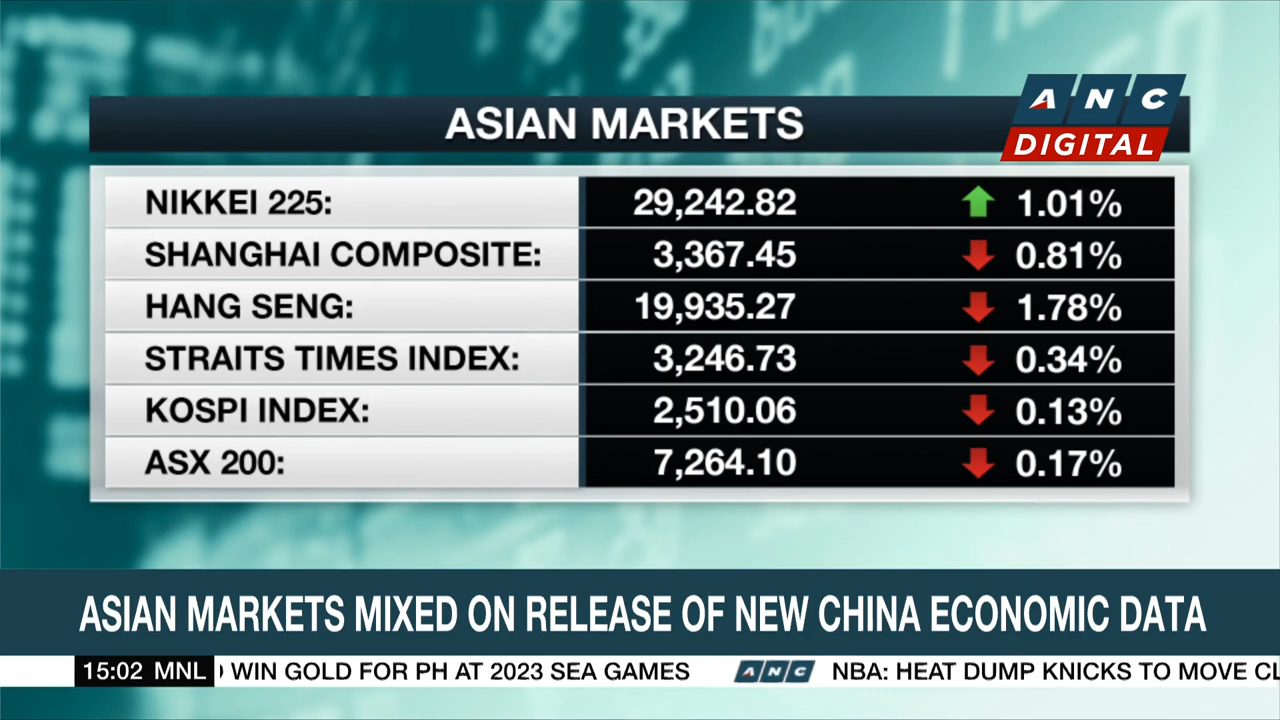 ASIAN MARKETS
ANC
DIGITAL
NIKKEI 225: 29,242.82 1.01%
SHANGHAI COMPOSITE: 3,367.45 0.81%
HANG SENG: 19,935.27 1.78%
STRAITS TIMES INDEX: 3,246.73 0.34%
KOSPI INDEX: 2,510.06 0.13%
ASX 200: 7,264.10 0.17%
ASIAN MARKETS MIXED ON RELEASE OF NEW CHINA ECONOMIC DATA
15:02 MNL WIN GOLD FOR PH AT 2023 SEA GAMES ANC NBA: HEAT DUMP KNICKS TO MOVE CL